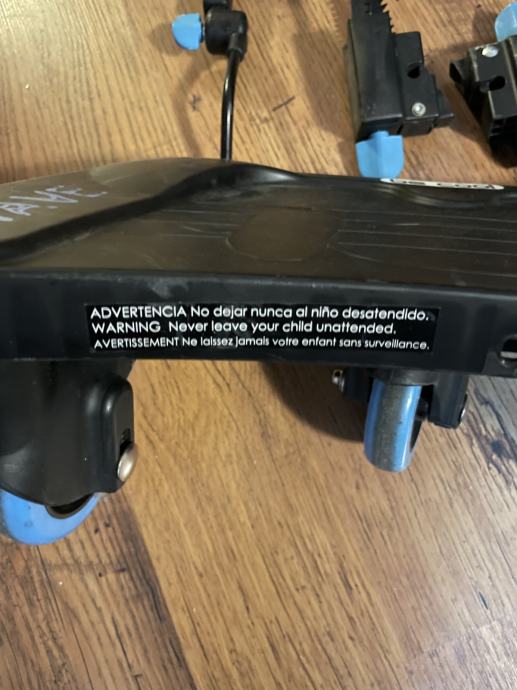 ADVERTENCIA No dejar nunca al niño desatendido.
WARNING Never leave your child unattended.
AVERTISSEMENT Ne laissez jamais votre enfant sans surveillance.